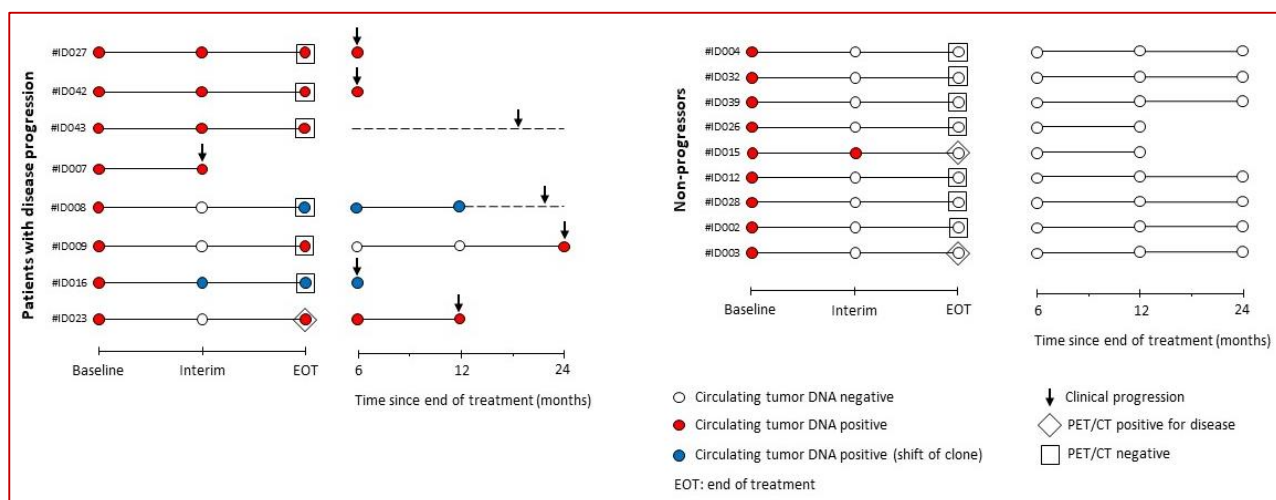 Patients with disease progression
#ID027
#ID042
#ID043
#ID007
#ID008
#ID009
#ID016
#ID023
Baseline Interim EOT
6 12 24
Time since end of treatment (months)
Non-progressors
#ID004
#ID032
#ID039
#ID026
#ID015
#ID012
#ID028
#ID002
#ID003
Baseline Interim EOT
6 12 24
Time since end of treatment (months)
Circulating tumor DNA negative
Circulating tumor DNA positive
Circulating tumor DNA positive (shift of clone)
EOT: end of treatment
Clinical progression
PET/CT positive for disease
PET/CT negative